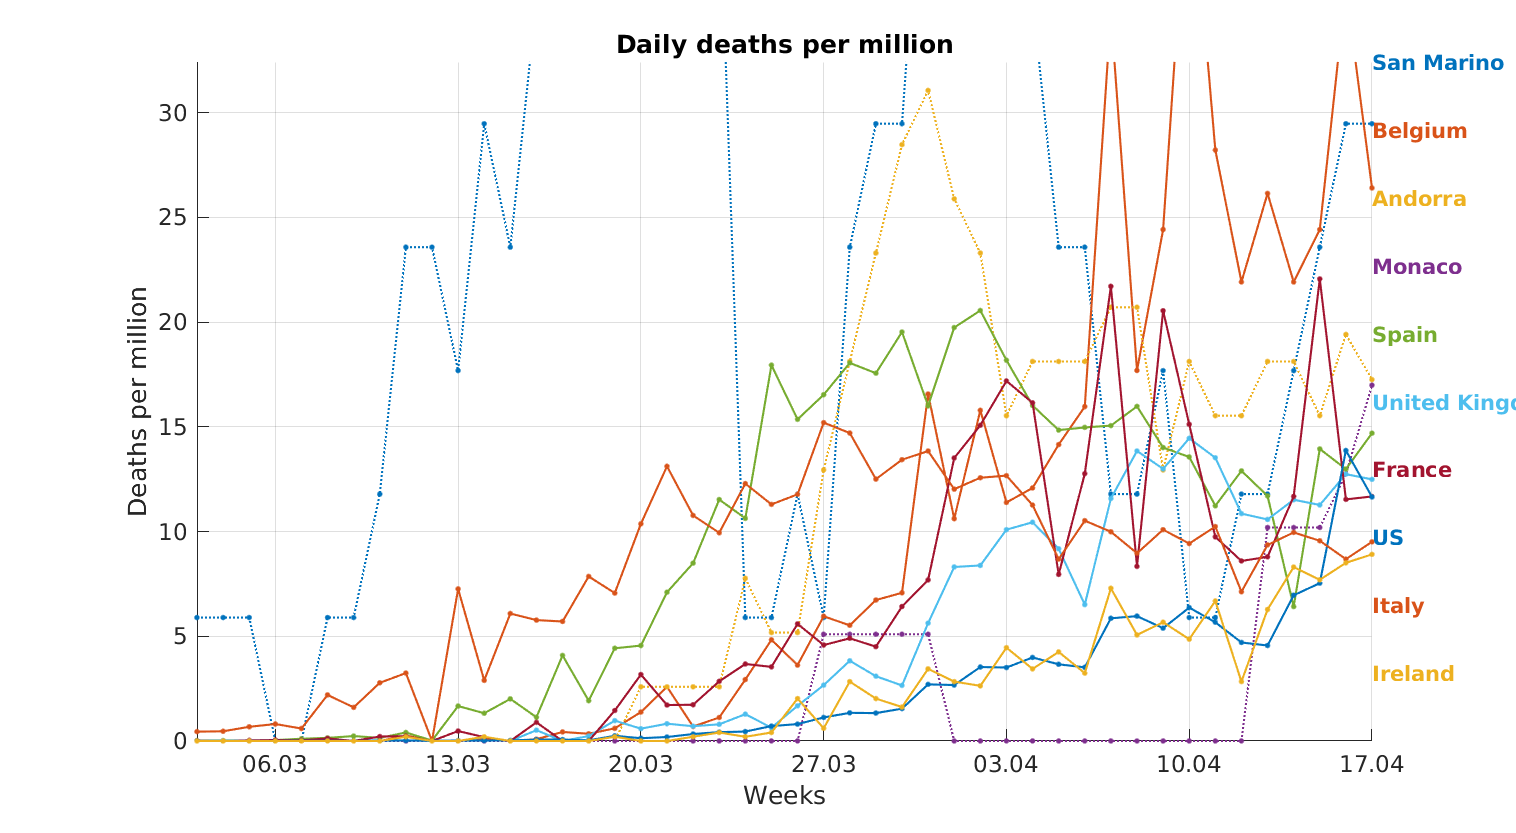 Daily deaths per million
San Marino
Belgium
Andorra
Monaco
Spain
United Kingd
France
US
Italy
Ireland
Deaths per million
30
25
20
15
10
5
0
06.03 13.03 20.03 27.03 03.04 10.04 17.04
Weeks